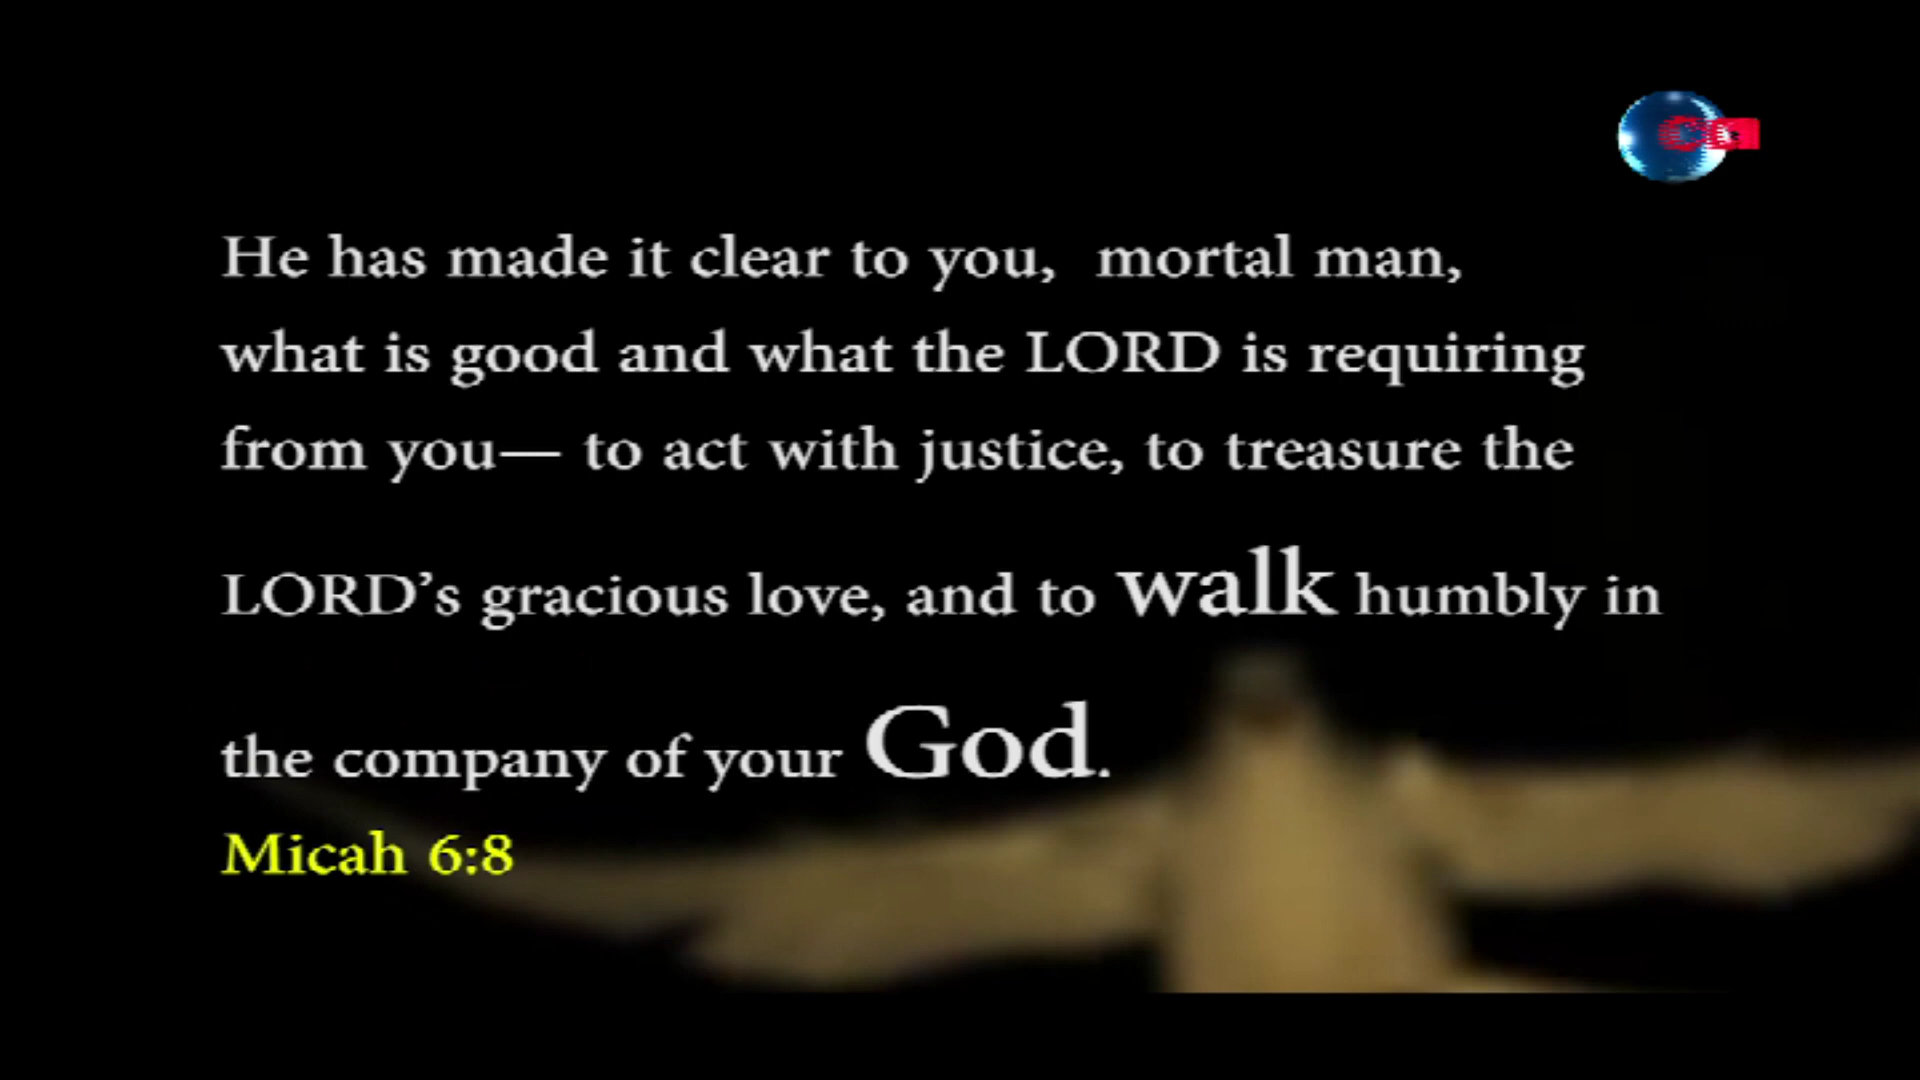 He has made it clear to you, mortal man,
what is good and what the LORD is requiring
from you— to act with justice, to treasure the
LORD’s gracious love, and to walk humbly in
the company of your God.
Micah 6:8